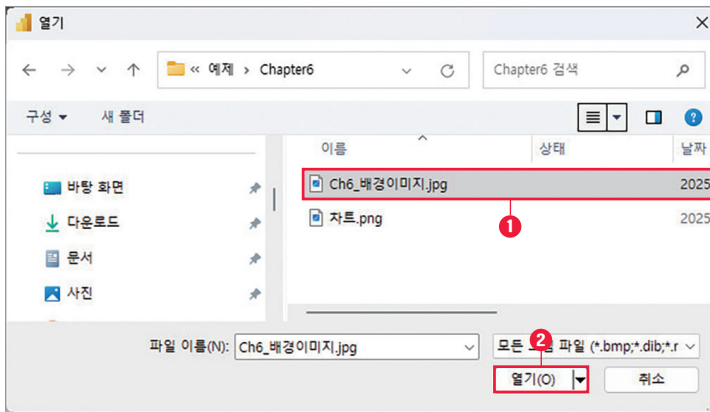 열기
« 예제 > Chapter6
Chapter6 검색
구성
새 폴더
이름
상태
날짜
바탕 화면
다운로드
문서
사진
Ch6_배경이미지.jpg
2025
1
차트.png
2025
파일 이름(N):
Ch6_배경이미지.jpg
모든 파일 (*.bmp;*.dib;*.r
2
열기(O)
취소